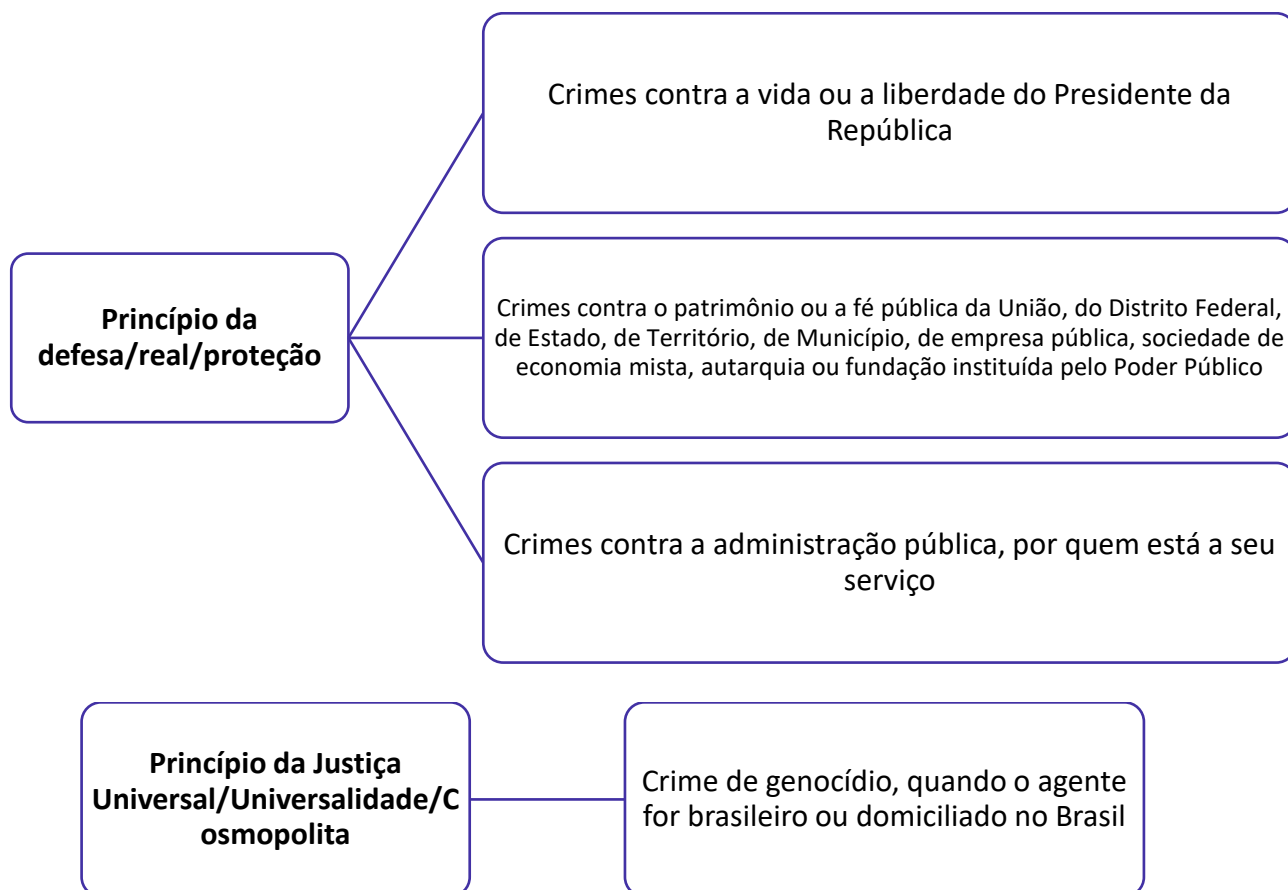 Crimes contra a vida ou a liberdade do Presidente da
República
Princípio da
defesa/real/proteção
Crimes contra o patrimônio ou a fé pública da União, do Distrito Federal,
de Estado, de Território, de Município, de empresa pública, sociedade de
economia mista, autarquia ou fundação instituída pelo Poder Público
Crimes contra a administração pública, por quem está a seu
serviço
Princípio da Justiça
Universal/Universalidade/C
osmopolita
Crime de genocídio, quando o agente
for brasileiro ou domiciliado no Brasil